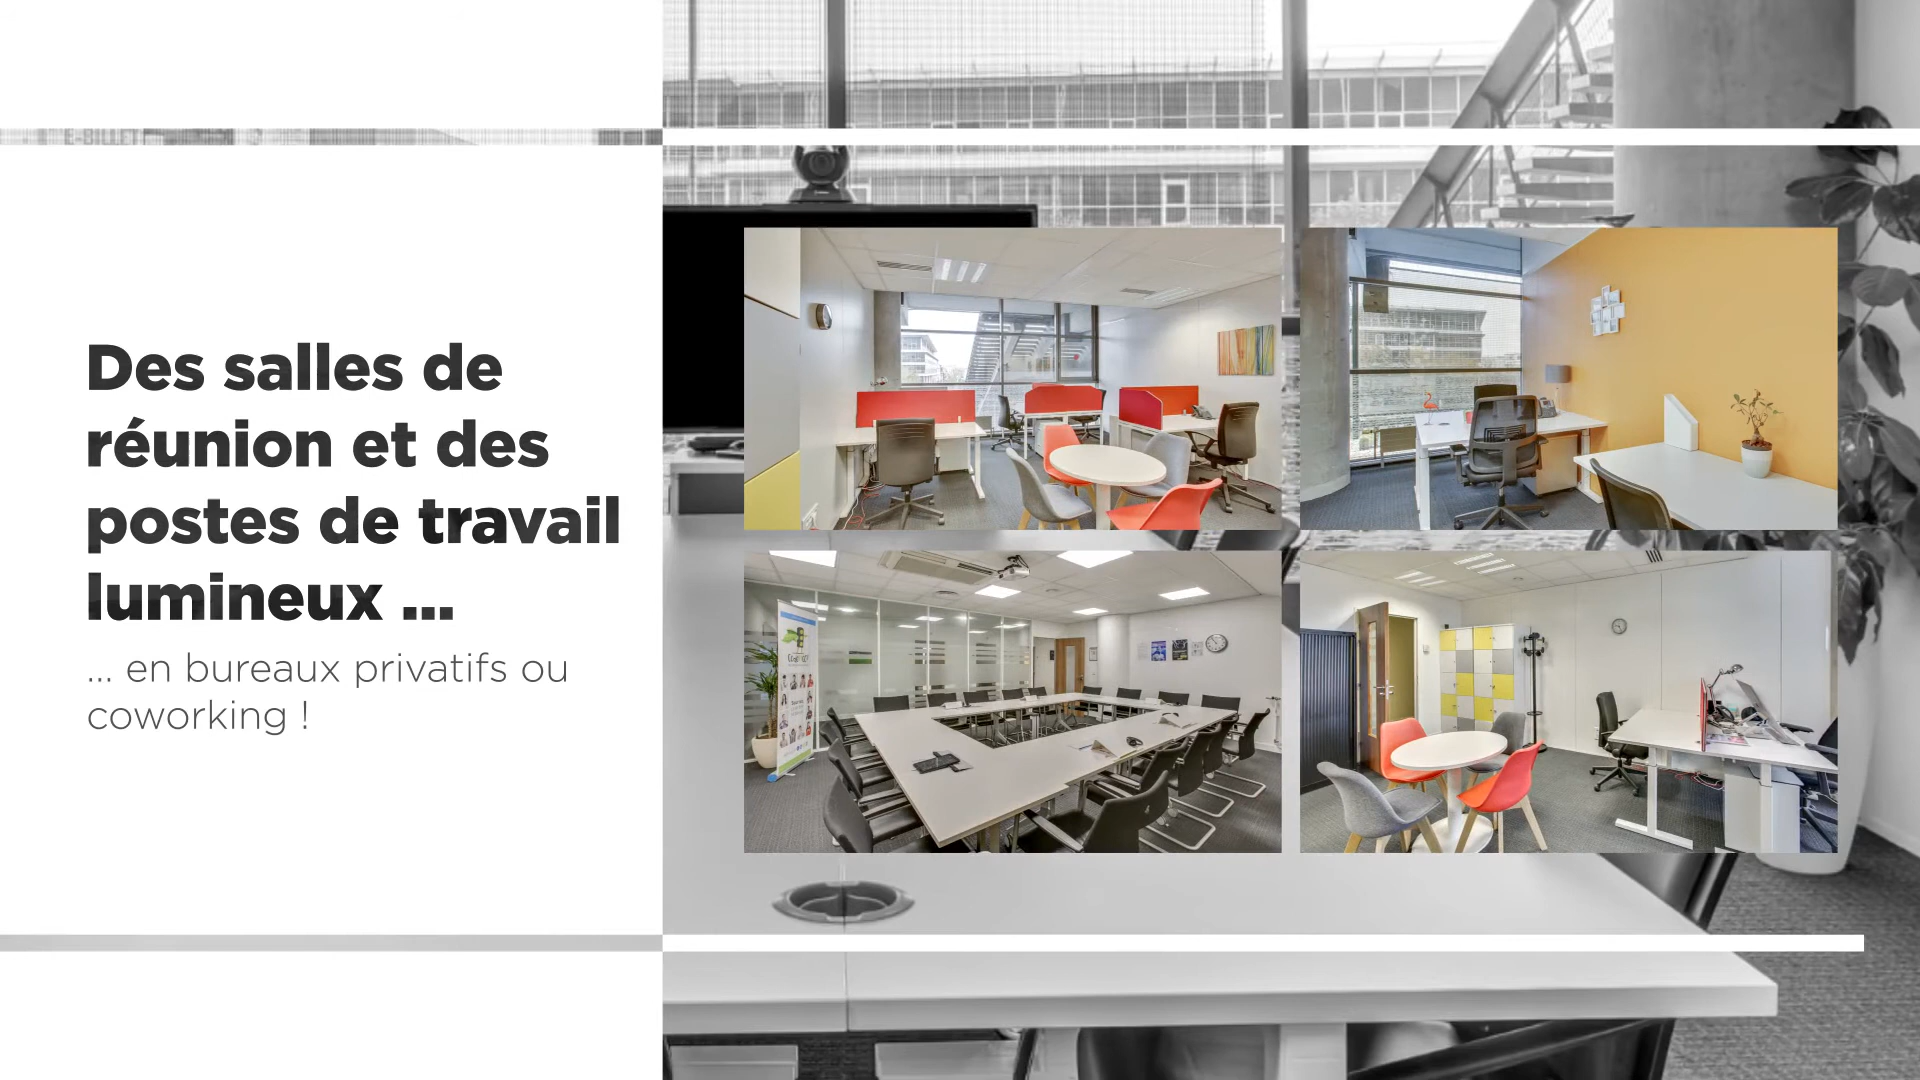 Des salles de
réunion et des
postes de travail
lumineux ...
... en bureaux privatifs ou
coworking !